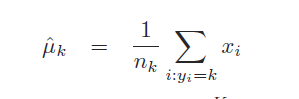 μ̂_k = 1/n_k ∑_{i:y_i=k} x_i